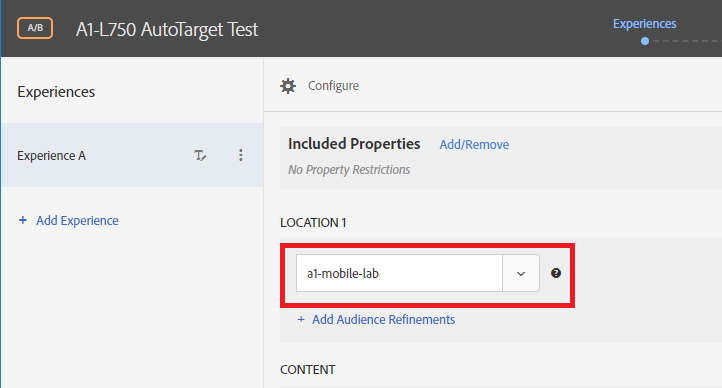 A/B A1-L750 AutoTarget Test
Experiences
Experiences
Configure
Included Properties Add/Remove
No Property Restrictions
Experience A
+ Add Experience
LOCATION 1
a1-mobile-lab
+ Add Audience Refinements
CONTENT